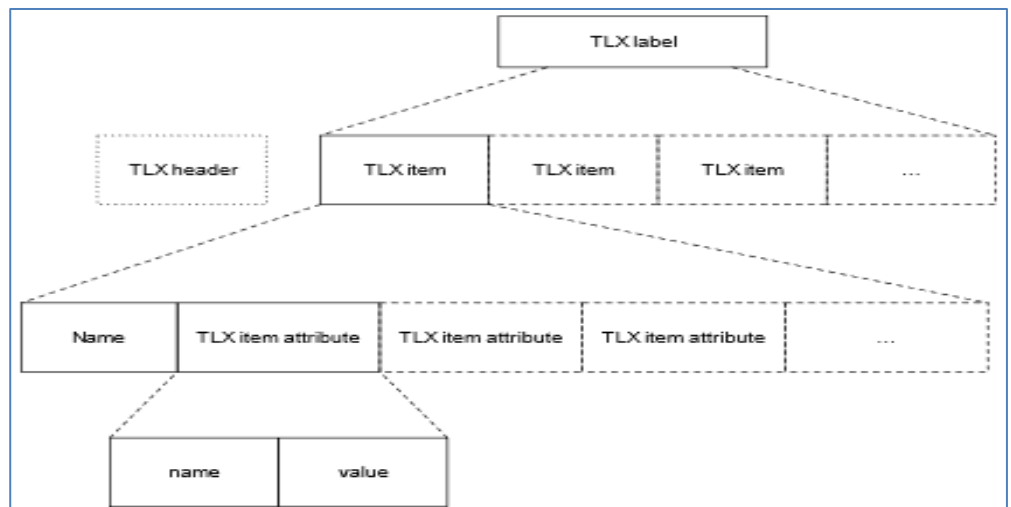 TLX label
TLX header TLX item TLX item TLX item ...
Name TLX item attribute TLX item attribute TLX item attribute ...
name value